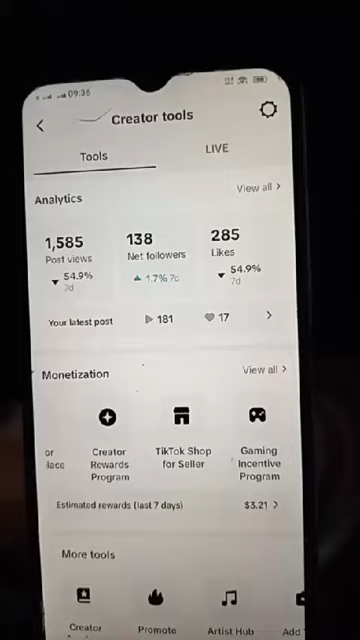 09:36
Creator tools
Tools LIVE
Analytics View all >
1,585 138 285
Post views Net followers Likes
▼ 54.9% 7d ▲ 1.7% 7d ▼ 54.9% 7d
Your latest post 181 17 >
Monetization View all >
or lace
Creator Rewards Program
TikTok Shop for Seller
Gaming Incentive Program
Estimated rewards (last 7 days) $3.21 >
More tools
Creator Promote Artist Hub Add